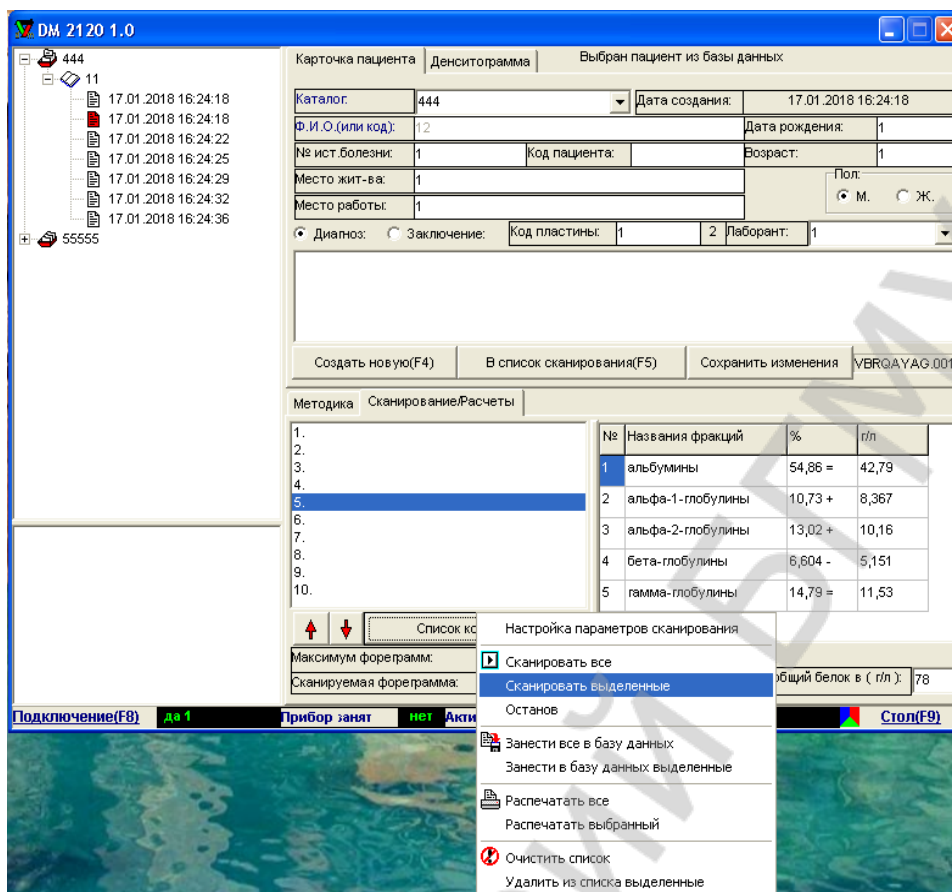 DM 2120 1.0
444
11
17.01.2018 16:24:18
17.01.2018 16:24:18
17.01.2018 16:24:22
17.01.2018 16:24:25
17.01.2018 16:24:29
17.01.2018 16:24:32
17.01.2018 16:24:36
55555
Карточка пациента Денситограмма Выбран пациент из базы данных
Каталог: 444 Дата создания: 17.01.2018 16:24:18
Ф.И.О.(или код): 12 Дата рождения: 1
№ ист.болезни: 1 Код пациента: Возраст: 1
Место жит-ва: 1 Пол:
М. Ж.
Место работы: 1
Диагноз: Заключение: Код пластины: 1 2 Лаборант: 1
Создать новую(F4) В список сканирования(F5) Сохранить изменения VBRQAYAG.001
Методика Сканирование/Расчеты
1.
2.
3.
4.
5.
6.
7.
8.
9.
10.
№ Названия фракций % г/л
1 альбумины 54,86 = 42,79
2 альфа-1-глобулины 10,73 + 8,367
3 альфа-2-глобулины 13,02 + 10,16
4 бета-глобулины 6,604 - 5,151
5 гамма-глобулины 14,79 = 11,53
Список ко
Максимум фореграмм:
Сканируемая фореграмма: общий белок в ( г/л ): 78
Подключение(F8) да 1 Прибор занят нет Акти Стол(F9)
Настройка параметров сканирования
Сканировать все
Сканировать выделенные
Останов
Занести все в базу данных
Занести в базу данных выделенные
Распечатать все
Распечатать выбранный
Очистить список
Удалить из списка выделенные
БГМУ